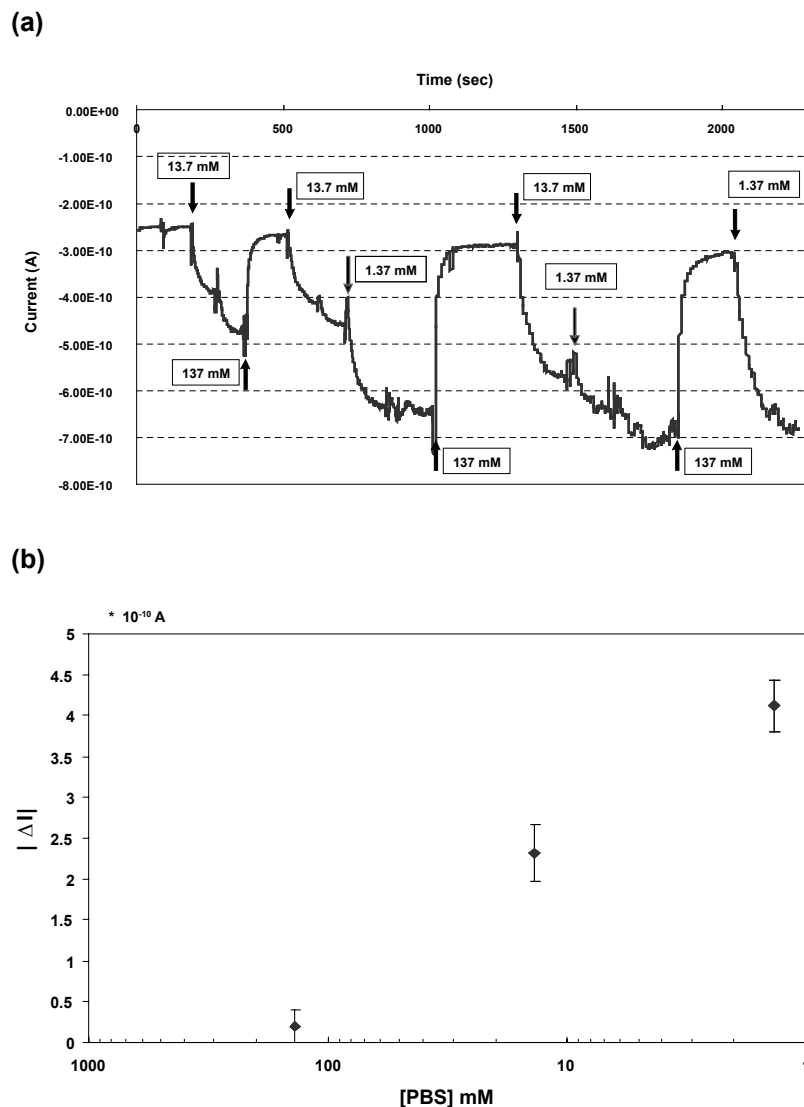 (a)
Time (sec)
0.00E+00
0 500 1000 1500 2000
-1.00E-10
13.7 mM 13.7 mM 13.7 mM 1.37 mM
-2.00E-10
-3.00E-10
1.37 mM 1.37 mM
-4.00E-10
-5.00E-10
137 mM
-6.00E-10
-7.00E-10
137 mM 137 mM
-8.00E-10
Current (A)
(b)
* 10⁻¹⁰ A
5
4.5
4
3.5
3
2.5
2
1.5
1
0.5
0
| Δ I|
1000 100 10 1
[PBS] mM